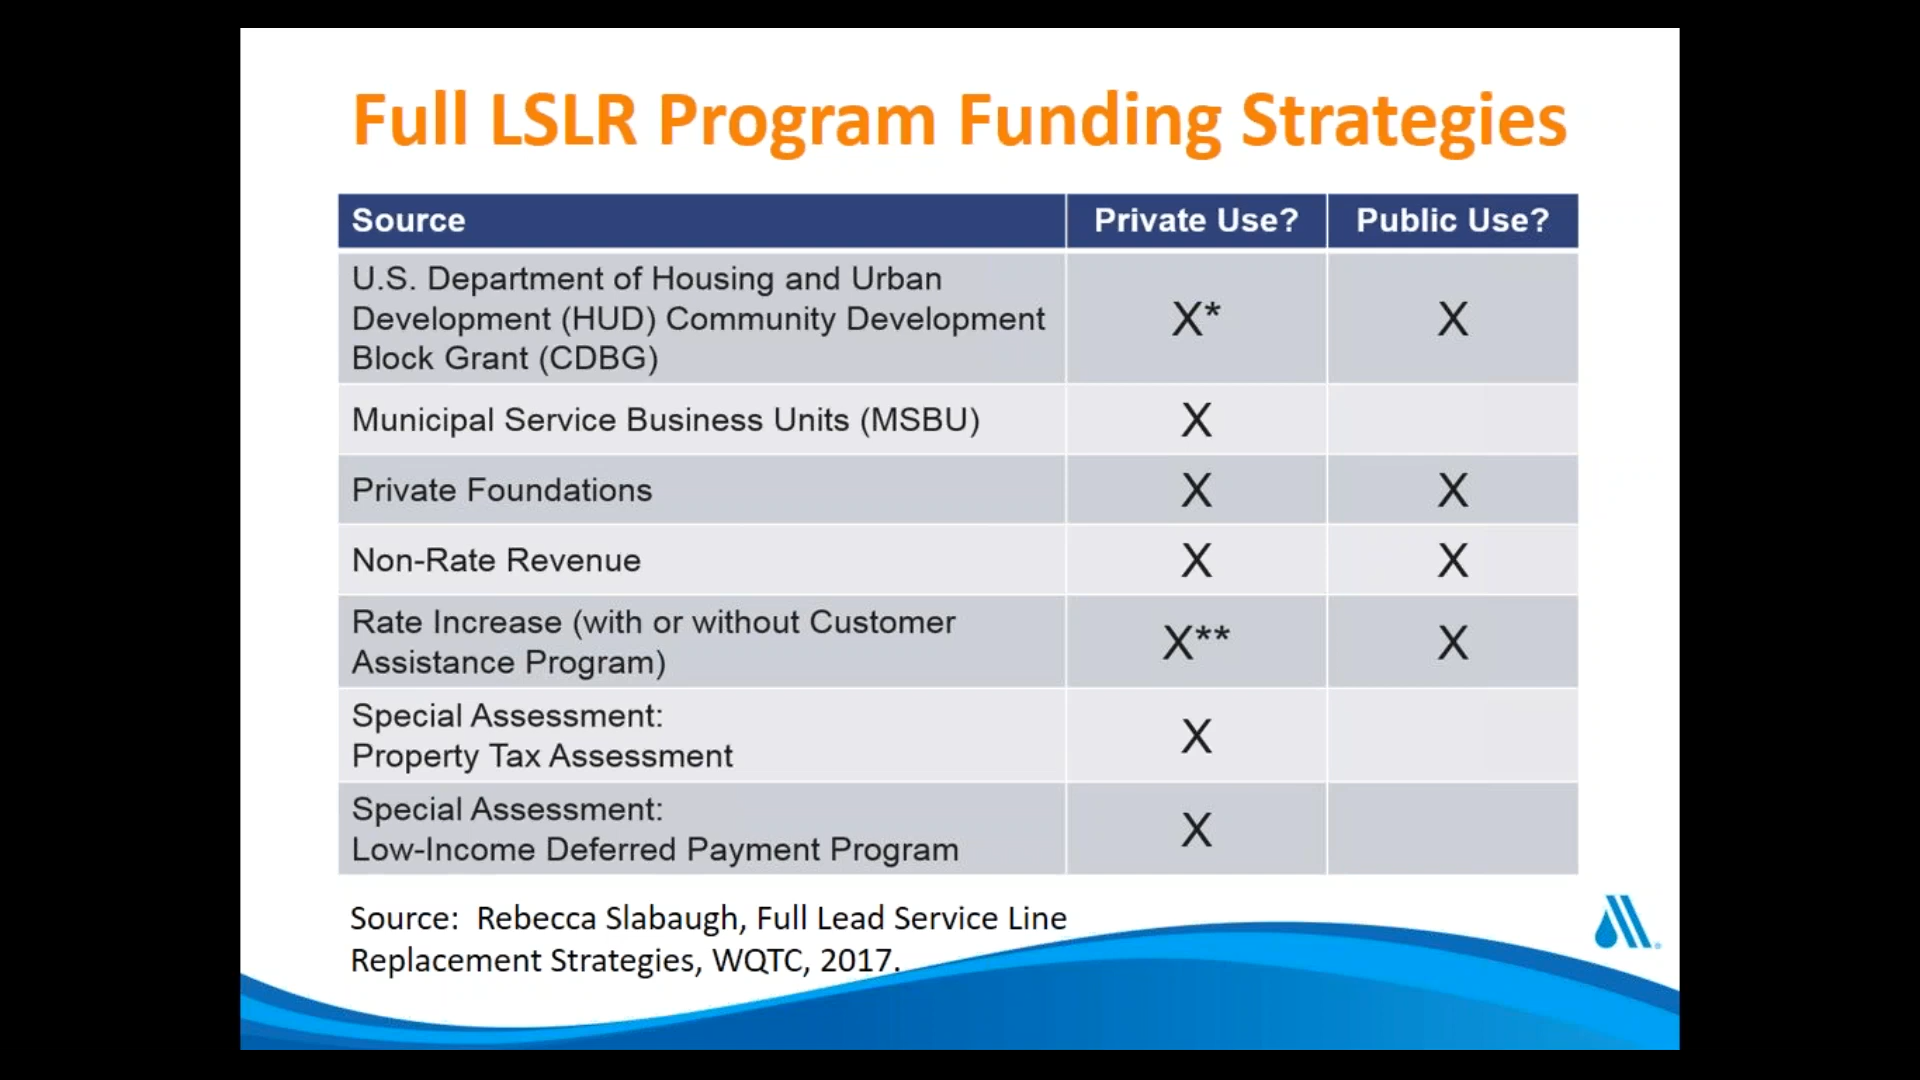 Full LSLR Program Funding Strategies
Source Private Use? Public Use?
U.S. Department of Housing and Urban
Development (HUD) Community Development
Block Grant (CDBG)
X* X
Municipal Service Business Units (MSBU) X
Private Foundations X X
Non-Rate Revenue X X
Rate Increase (with or without Customer
Assistance Program)
X** X
Special Assessment:
Property Tax Assessment
X
Special Assessment:
Low-Income Deferred Payment Program
X
Source:  Rebecca Slabaugh, Full Lead Service Line
Replacement Strategies, WQTC, 2017.